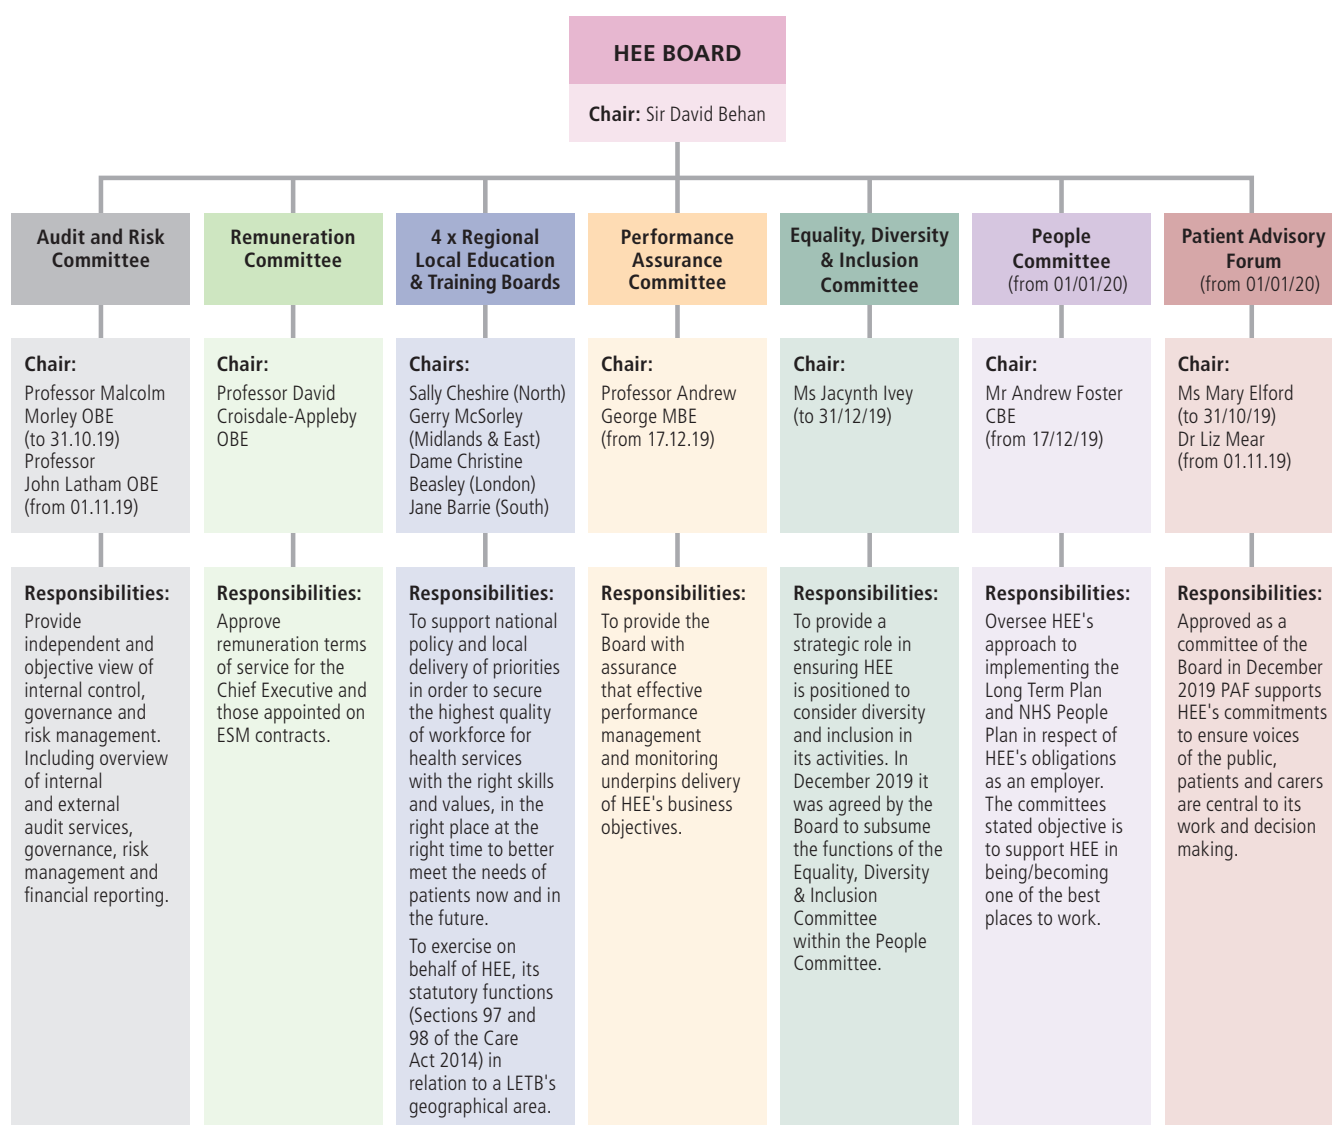 HEE BOARD
Chair: Sir David Behan
Audit and Risk
Committee
Chair:
Professor Malcolm
Morley OBE
(to 31.10.19)
Professor
John Latham OBE
(from 01.11.19)
Responsibilities:
Provide
independent and
objective view of
internal control,
governance and
risk management.
Including overview
of internal
and external
audit services,
governance, risk
management and
financial reporting.
Remuneration
Committee
Chair:
Professor David
Croisdale-Appleby
OBE
Responsibilities:
Approve
remuneration terms
of service for the
Chief Executive and
those appointed on
ESM contracts.
4 x Regional
Local Education
& Training Boards
Chairs:
Sally Cheshire (North)
Gerry McSorley
(Midlands & East)
Dame Christine
Beasley (London)
Jane Barrie (South)
Responsibilities:
To support national
policy and local
delivery of priorities
in order to secure
the highest quality
of workforce for
health services
with the right skills
and values, in the
right place at the
right time to better
meet the needs of
patients now and in
the future.
To exercise on
behalf of HEE, its
statutory functions
(Sections 97 and
98 of the Care
Act 2014) in
relation to a LETB's
geographical area.
Performance
Assurance
Committee
Chair:
Professor Andrew
George MBE
(from 17.12.19)
Responsibilities:
To provide the
Board with
assurance
that effective
performance
management
and monitoring
underpins delivery
of HEE's business
objectives.
Equality, Diversity
& Inclusion
Committee
Chair:
Ms Jacynth Ivey
(to 31/12/19)
Responsibilities:
To provide a
strategic role in
ensuring HEE
is positioned to
consider diversity
and inclusion in
its activities. In
December 2019 it
was agreed by the
Board to subsume
the functions of the
Equality, Diversity
& Inclusion
Committee
within the People
Committee.
People
Committee
(from 01/01/20)
Chair:
Mr Andrew Foster
CBE
(from 17/12/19)
Responsibilities:
Oversee HEE's
approach to
implementing the
Long Term Plan
and NHS People
Plan in respect of
HEE's obligations
as an employer.
The committees
stated objective is
to support HEE in
being/becoming
one of the best
places to work.
Patient Advisory
Forum
(from 01/01/20)
Chair:
Ms Mary Elford
(to 31/10/19)
Dr Liz Mear
(from 01.11.19)
Responsibilities:
Approved as a
committee of the
Board in December
2019 PAF supports
HEE's commitments
to ensure voices
of the public,
patients and carers
are central to its
work and decision
making.